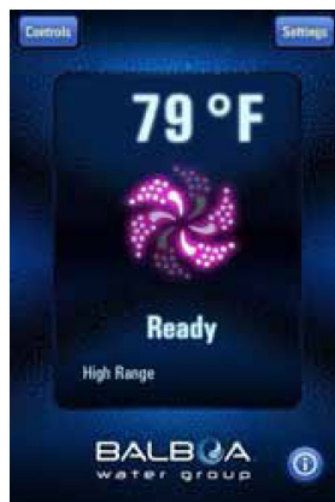 Controls Settings
79 °F
Ready
High Range
BALBOA
water group
i